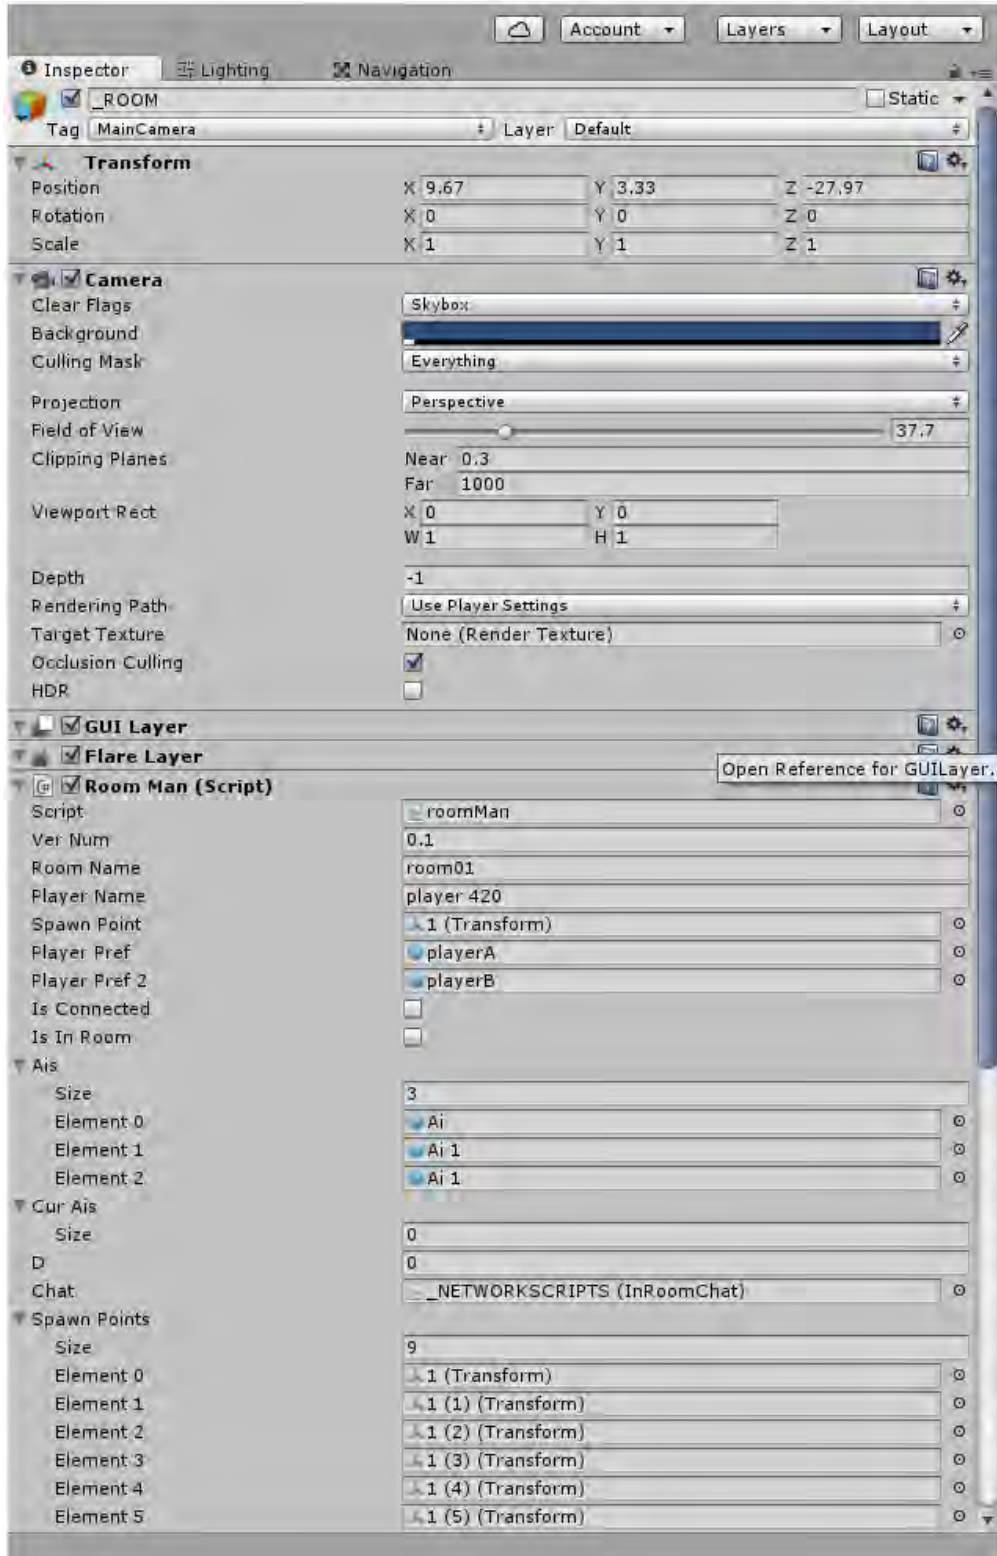 Account Layers Layout
Inspector Lighting Navigation
_ROOM Static
Tag MainCamera Layer Default
Transform
Position X 9.67 Y 3.33 Z -27.97
Rotation X 0 Y 0 Z 0
Scale X 1 Y 1 Z 1
Camera
Clear Flags Skybox
Background
Culling Mask Everything
Projection Perspective
Field of View 37.7
Clipping Planes Near 0.3
Far 1000
Viewport Rect X 0 Y 0
W 1 H 1
Depth -1
Rendering Path Use Player Settings
Target Texture None (Render Texture)
Occlusion Culling
HDR
GUI Layer
Flare Layer
Open Reference for GUILayer.
Room Man (Script)
Script roomMan
Ver Num 0.1
Room Name room01
Player Name player 420
Spawn Point 1 (Transform)
Player Pref playerA
Player Pref 2 playerB
Is Connected
Is In Room
Ais
Size 3
Element 0 Ai
Element 1 Ai 1
Element 2 Ai 1
Cur Ais
Size 0
D 0
Chat _NETWORKSCRIPTS (InRoomChat)
Spawn Points
Size 9
Element 0 1 (Transform)
Element 1 1 (1) (Transform)
Element 2 1 (2) (Transform)
Element 3 1 (3) (Transform)
Element 4 1 (4) (Transform)
Element 5 1 (5) (Transform)